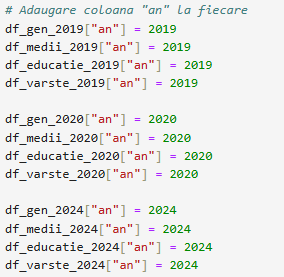 # Adaugare coloana "an" la fiecare
df_gen_2019["an"] = 2019
df_medii_2019["an"] = 2019
df_educatie_2019["an"] = 2019
df_varste_2019["an"] = 2019
df_gen_2020["an"] = 2020
df_medii_2020["an"] = 2020
df_educatie_2020["an"] = 2020
df_varste_2020["an"] = 2020
df_gen_2024["an"] = 2024
df_medii_2024["an"] = 2024
df_educatie_2024["an"] = 2024
df_varste_2024["an"] = 2024